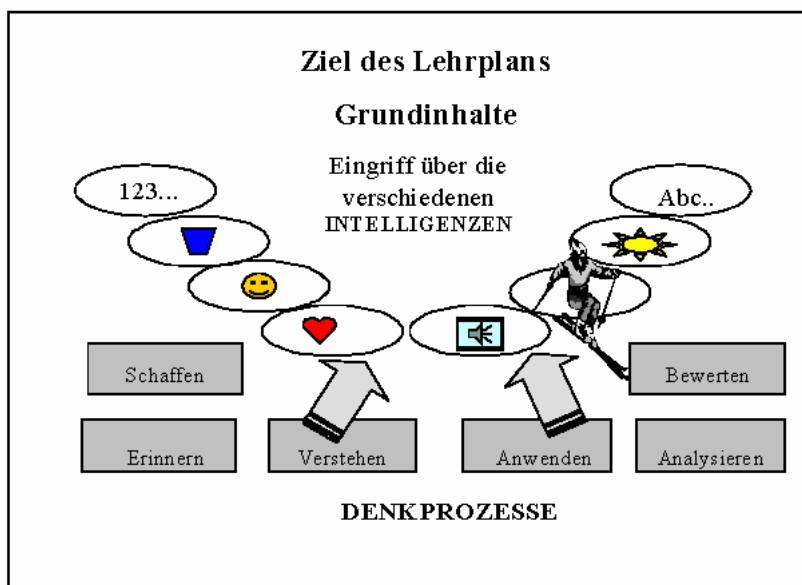 Ziel des Lehrplans
Grundinhalte
Eingriff über die
verschiedenen
INTELLIGENZEN
123...
Abc..
Schaffen
Bewerten
Erinnern
Verstehen
Anwenden
Analysieren
DENKPROZESSE